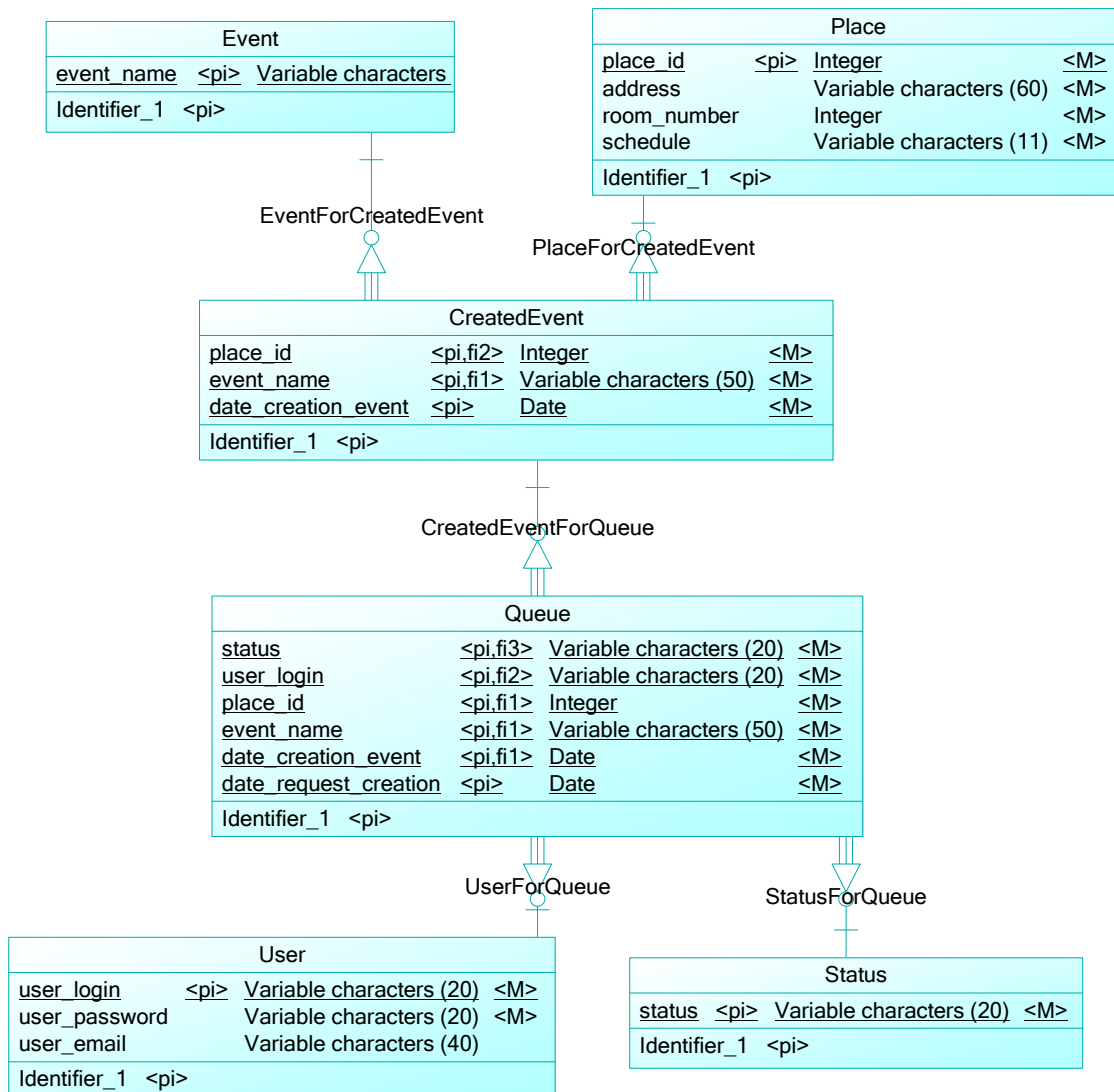 Event
event_name <pi> Variable characters
Identifier_1 <pi>
Place
place_id <pi> Integer <M>
address Variable characters (60) <M>
room_number Integer <M>
schedule Variable characters (11) <M>
Identifier_1 <pi>
EventForCreatedEvent
PlaceForCreatedEvent
CreatedEvent
place_id <pi,fi2> Integer <M>
event_name <pi,fi1> Variable characters (50) <M>
date_creation_event <pi> Date <M>
Identifier_1 <pi>
CreatedEventForQueue
Queue
status <pi,fi3> Variable characters (20) <M>
user_login <pi,fi2> Variable characters (20) <M>
place_id <pi,fi1> Integer <M>
event_name <pi,fi1> Variable characters (50) <M>
date_creation_event <pi,fi1> Date <M>
date_request_creation <pi> Date <M>
Identifier_1 <pi>
UserForQueue
StatusForQueue
User
user_login <pi> Variable characters (20) <M>
user_password Variable characters (20) <M>
user_email Variable characters (40)
Identifier_1 <pi>
Status
status <pi> Variable characters (20) <M>
Identifier_1 <pi>